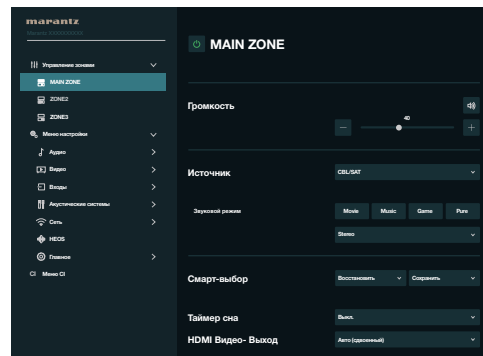 marantz
MAIN ZONE
Управление зонами
MAIN ZONE
ZONE2
ZONE3
Меню настройки
Аудио
Видео
Входы
Акустические системы
Сеть
HEOS
Главное
CI Меню CI
Громкость
40
Источник
CBL/SAT
Звуковой режим
Movie Music Game Pure
Stereo
Смарт-выбор
Восстановить Сохранить
Таймер сна
Выкл.
HDMI Видео- Выход
Авто (сдвоенный)